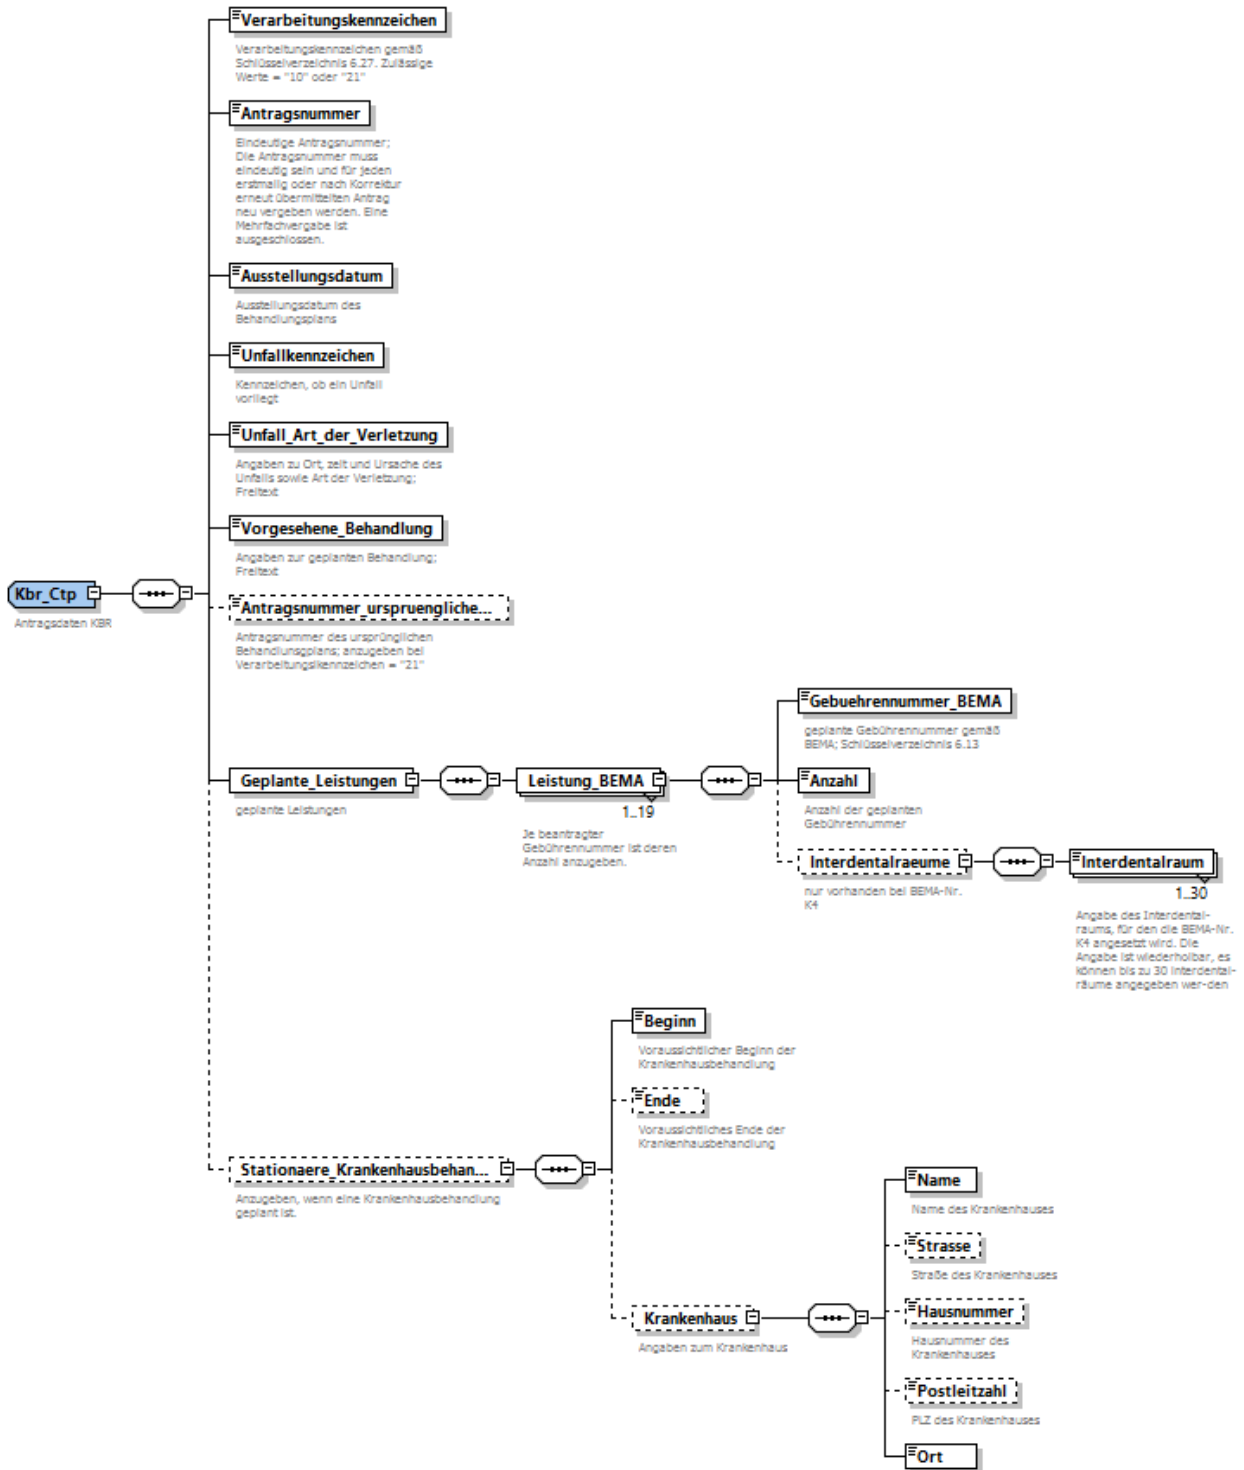 Verarbeitungskennzeichen
Verarbeitungskennzeichen gemäß
Schlüsselverzeichnis 6.27. Zulässige
Werte = "10" oder "21"
Antragsnummer
Eindeutige Antragsnummer;
Die Antragsnummer muss
eindeutig sein und für jeden
erstmalig oder nach Korrektur
erneut übermittelten Antrag
neu vergeben werden. Eine
Mehrfachvergabe ist
ausgeschlossen.
Ausstellungsdatum
Ausstellungsdatum des
Behandlungsplans
Unfallkennzeichen
Kennzeichen, ob ein Unfall
vorliegt
Unfall_Art_der_Verletzung
Angaben zu Ort, zeit und Ursache des
Unfalls sowie Art der Verletzung;
Freitext
Vorgesehene_Behandlung
Angaben zur geplanten Behandlung;
Freitext
Kbr_Ctp
Antragsdaten KBR
Antragsnummer_urspruengliche...
Antragsnummer des ursprünglichen
Behandlunsgplans; anzugeben bei
Verarbeitungsikennzeichen = "21"
Geplante_Leistungen
geplante Leistungen
Leistung_BEMA
1..19
Je beantragter
Gebührennummer ist deren
Anzahl anzugeben.
Gebuehrennummer_BEMA
geplante Gebührennummer gemäß
BEMA; Schlüsselverzeichnis 6.13
Anzahl
Anzahl der geplanten
Gebührennummer
Interdentalraeume
nur vorhanden bei BEMA-Nr.
K4
Interdentalraum
1..30
Angabe des Interdental-
raums, für den die BEMA-Nr.
K4 angesetzt wird. Die
Angabe ist wiederholbar, es
können bis zu 30 Interdental-
räume angegeben wer-den
Stationaere_Krankenhausbehan...
Anzugeben, wenn eine Krankenhausbehandlung
geplant ist.
Beginn
Voraussichtlicher Beginn der
Krankenhausbehandlung
Ende
Voraussichtliches Ende der
Krankenhausbehandlung
Krankenhaus
Angaben zum Krankenhaus
Name
Name des Krankenhauses
Strasse
Straße des Krankenhauses
Hausnummer
Hausnummer des
Krankenhauses
Postleitzahl
PLZ des Krankenhauses
Ort